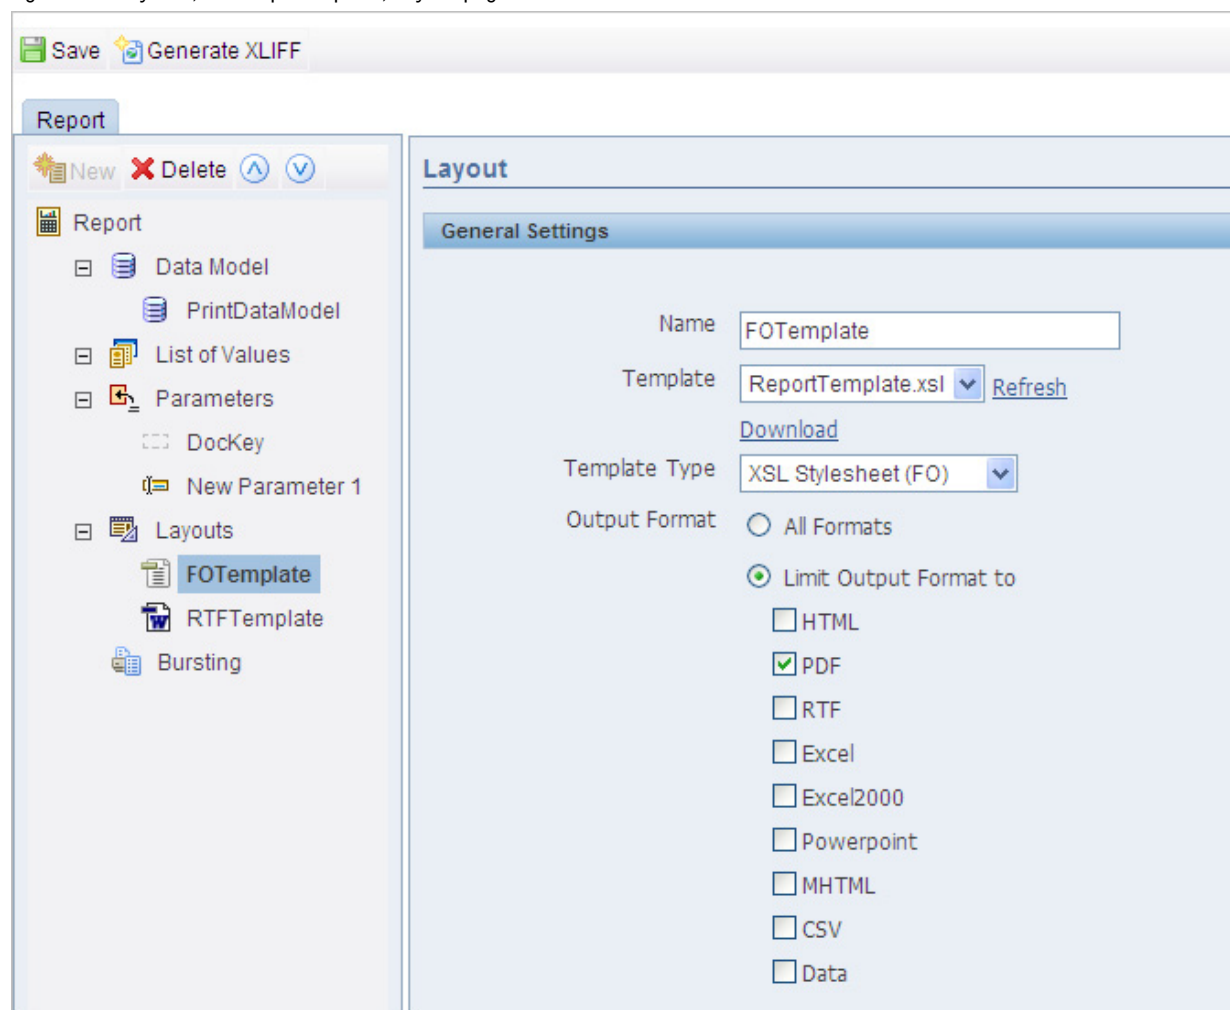 Save Generate XLIFF
Report
New Delete
Report
Data Model
PrintDataModel
List of Values
Parameters
DocKey
New Parameter 1
Layouts
FOTemplate
RTFTemplate
Bursting
Layout
General Settings
Name FOTemplate
Template ReportTemplate.xsl Refresh
Download
Template Type XSL Stylesheet (FO)
Output Format All Formats
Limit Output Format to
HTML
PDF
RTF
Excel
Excel2000
Powerpoint
MHTML
CSV
Data